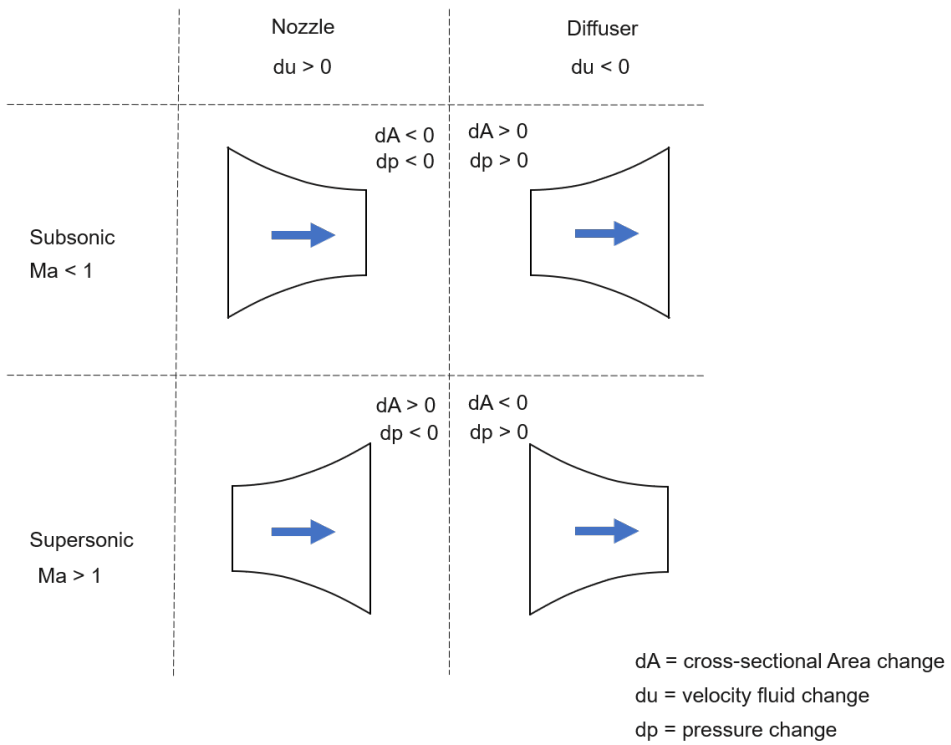 Nozzle
du > 0
Diffuser
du < 0
dA < 0
dp < 0
dA > 0
dp > 0
Subsonic
Ma < 1
dA > 0
dp < 0
dA < 0
dp > 0
Supersonic
Ma > 1
dA = cross-sectional Area change
du = velocity fluid change
dp = pressure change